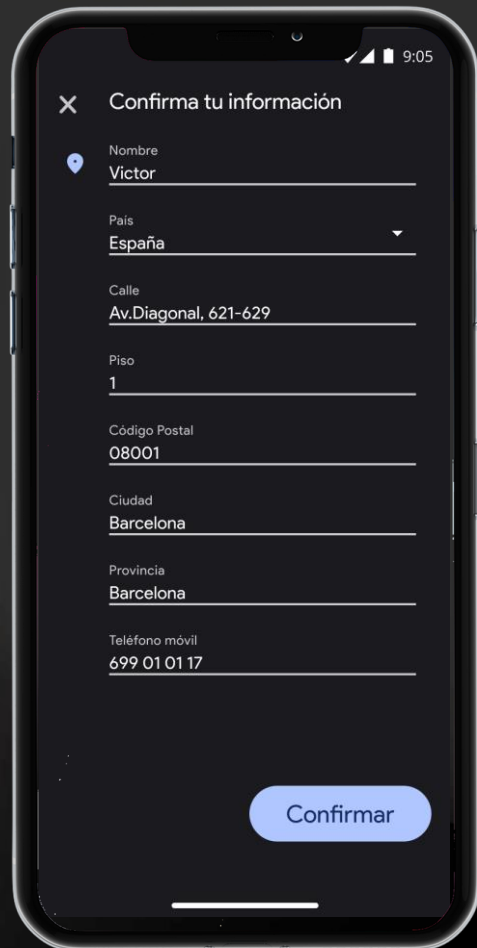 9:05
Confirma tu información
Nombre
Victor
País
España
Calle
Av.Diagonal, 621-629
Piso
1
Código Postal
08001
Ciudad
Barcelona
Provincia
Barcelona
Teléfono móvil
699 01 01 17
Confirmar